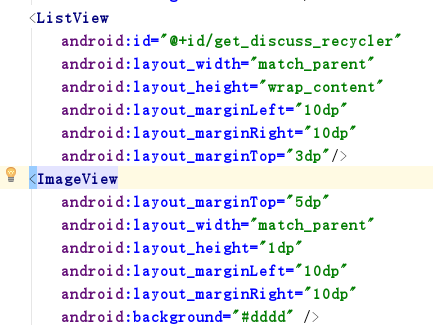 <ListView
android:id="@+id/get_discuss_recycler"
android:layout_width="match_parent"
android:layout_height="wrap_content"
android:layout_marginLeft="10dp"
android:layout_marginRight="10dp"
android:layout_marginTop="3dp"/>
<ImageView
android:layout_marginTop="5dp"
android:layout_width="match_parent"
android:layout_height="1dp"
android:layout_marginLeft="10dp"
android:layout_marginRight="10dp"
android:background="#dddd" />